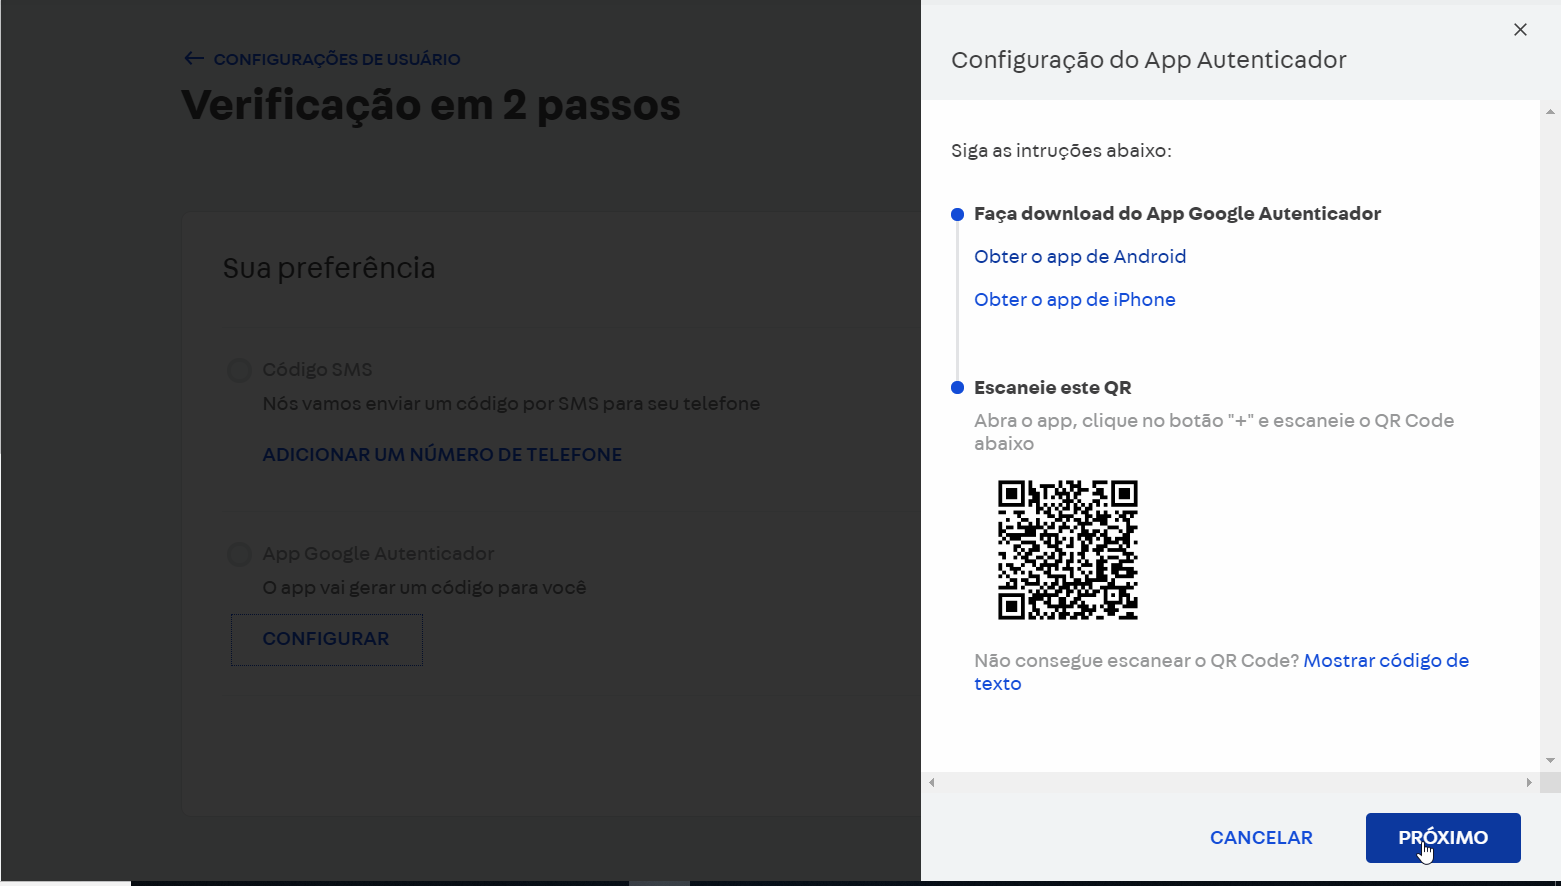 CONFIGURAÇÕES DE USUÁRIO
Verificação em 2 passos
Sua preferência
Código SMS
Nós vamos enviar um código por SMS para seu telefone
ADICIONAR UM NÚMERO DE TELEFONE
App Google Autenticador
O app vai gerar um código para você
CONFIGURAR
Configuração do App Autenticador
Siga as intruções abaixo:
Faça download do App Google Autenticador
Obter o app de Android
Obter o app de iPhone
Escaneie este QR
Abra o app, clique no botão "+" e escaneie o QR Code
abaixo
Não consegue escanear o QR Code? Mostrar código de
texto
CANCELAR
PRÓXIMO